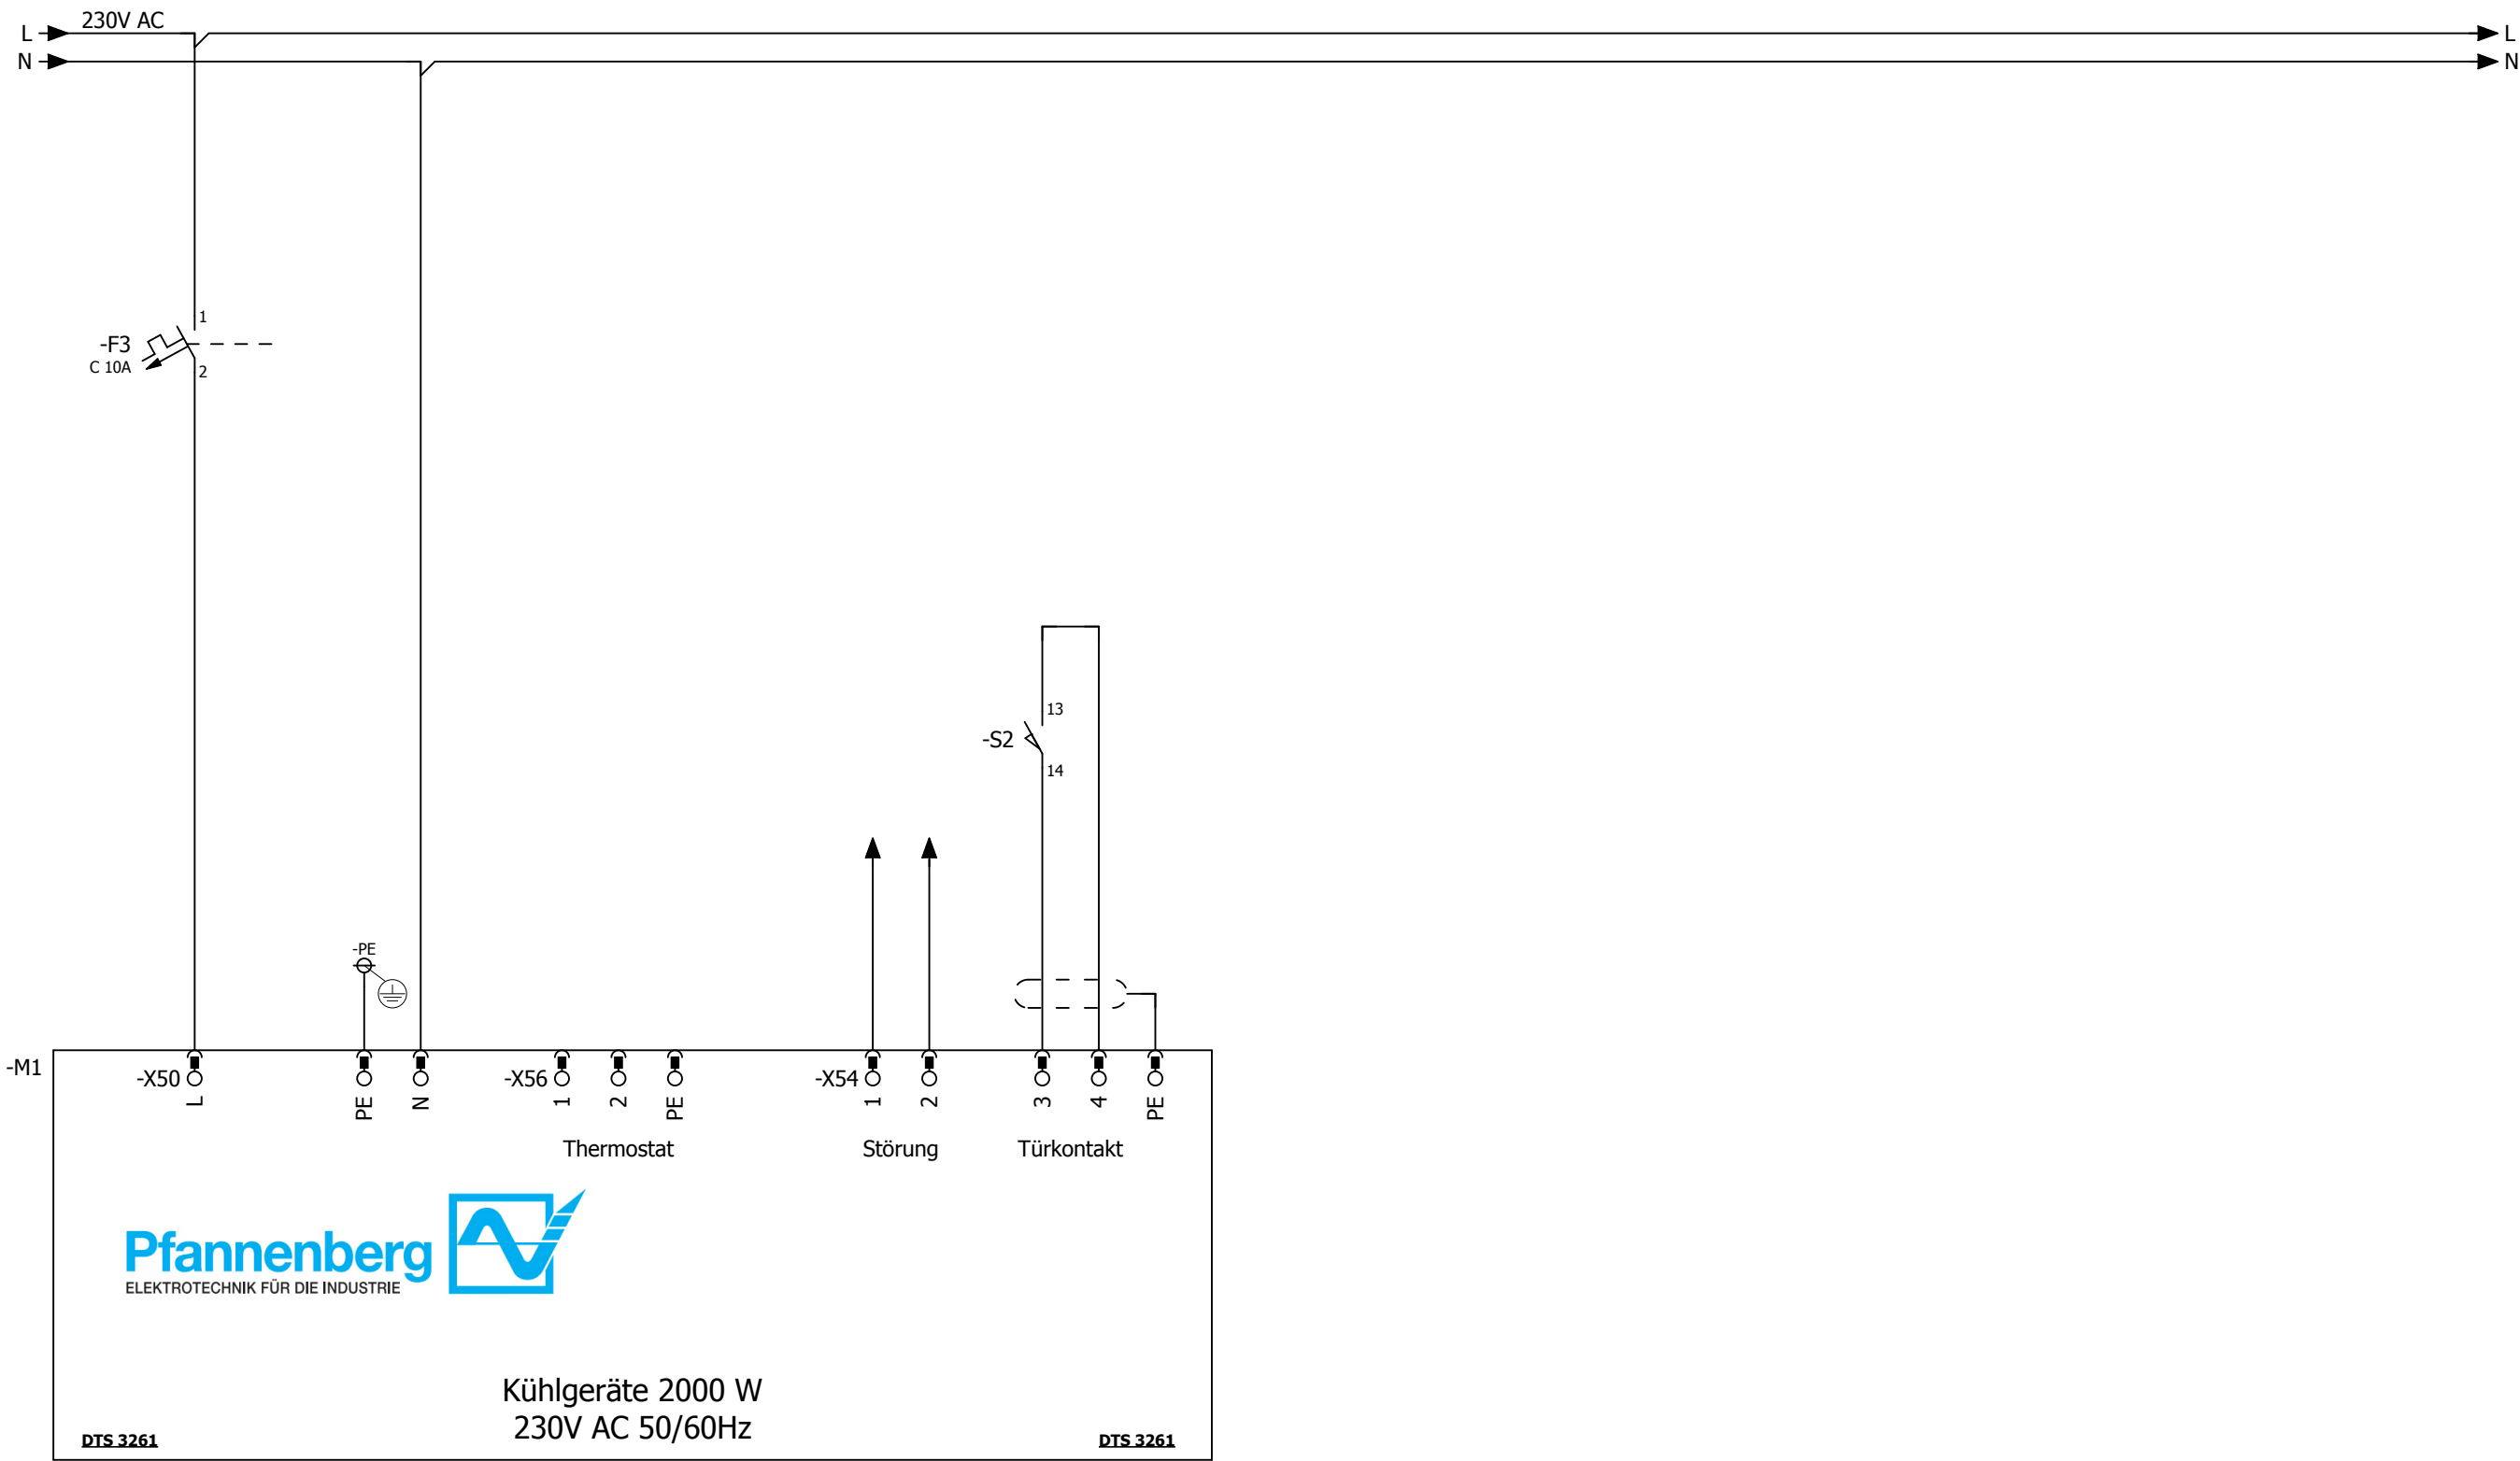 230V AC
L
L
N
N
1
-F3
C 10A
2
13
-S2
14
-PE
-M1
-X50
-X56
-X54
L
PE
N
1
2
PE
1
2
3
4
PE
Thermostat
Störung
Türkontakt
Pfannenberg
ELEKTROTECHNIK FÜR DIE INDUSTRIE
Kühlgeräte 2000 W
230V AC 50/60Hz
DTS 3261
DTS 3261